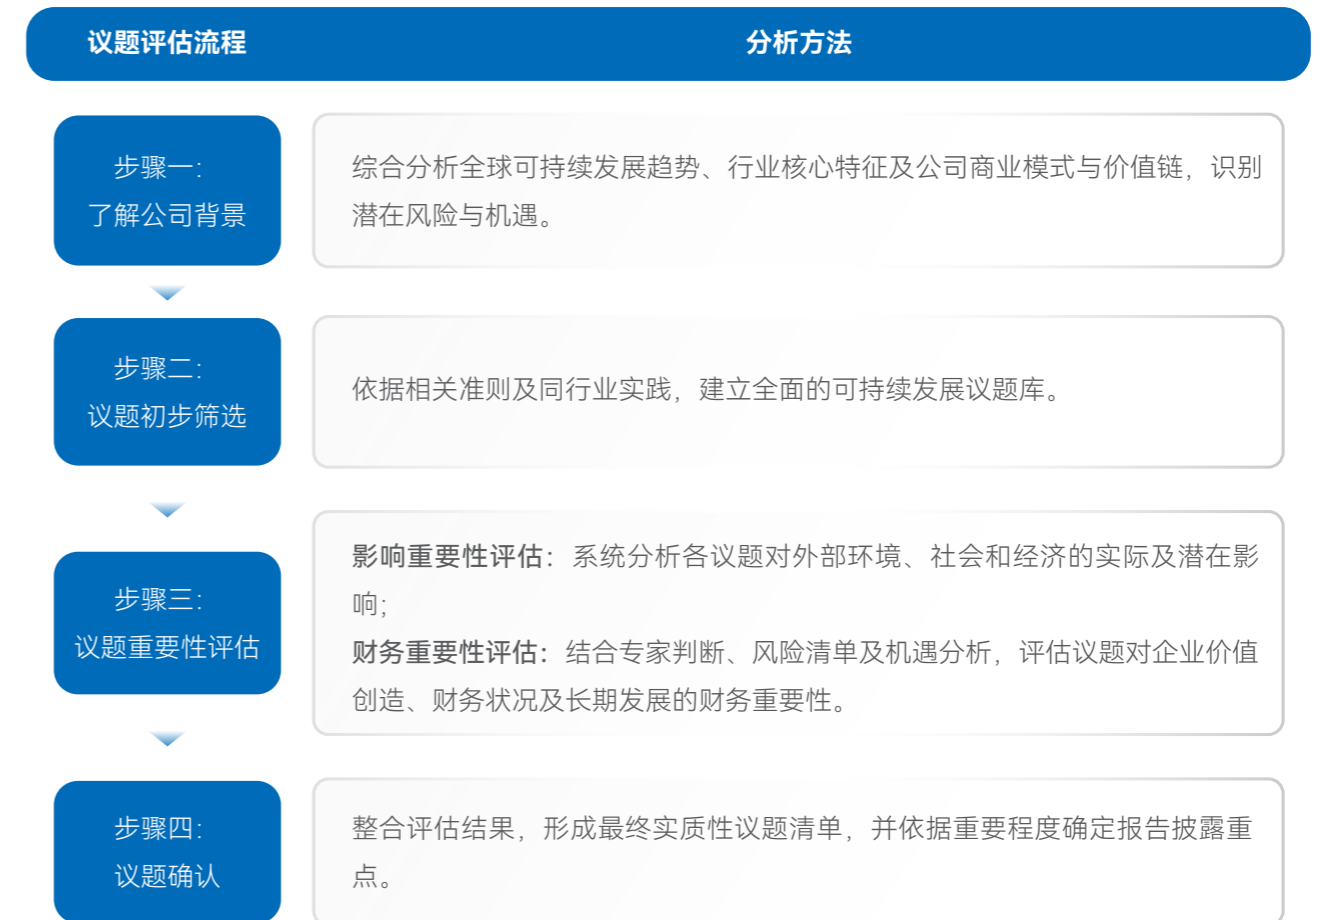 议题评估流程
分析方法
步骤一：
了解公司背景
综合分析全球可持续发展趋势、行业核心特征及公司商业模式与价值链，识别
潜在风险与机遇。
步骤二：
议题初步筛选
依据相关准则及同行业实践，建立全面的可持续发展议题库。
步骤三：
议题重要性评估
影响重要性评估：系统分析各议题对外部环境、社会和经济的实际及潜在影
响；
财务重要性评估：结合专家判断、风险清单及机遇分析，评估议题对企业价值
创造、财务状况及长期发展的财务重要性。
步骤四：
议题确认
整合评估结果，形成最终实质性议题清单，并依据重要程度确定报告披露重
点。